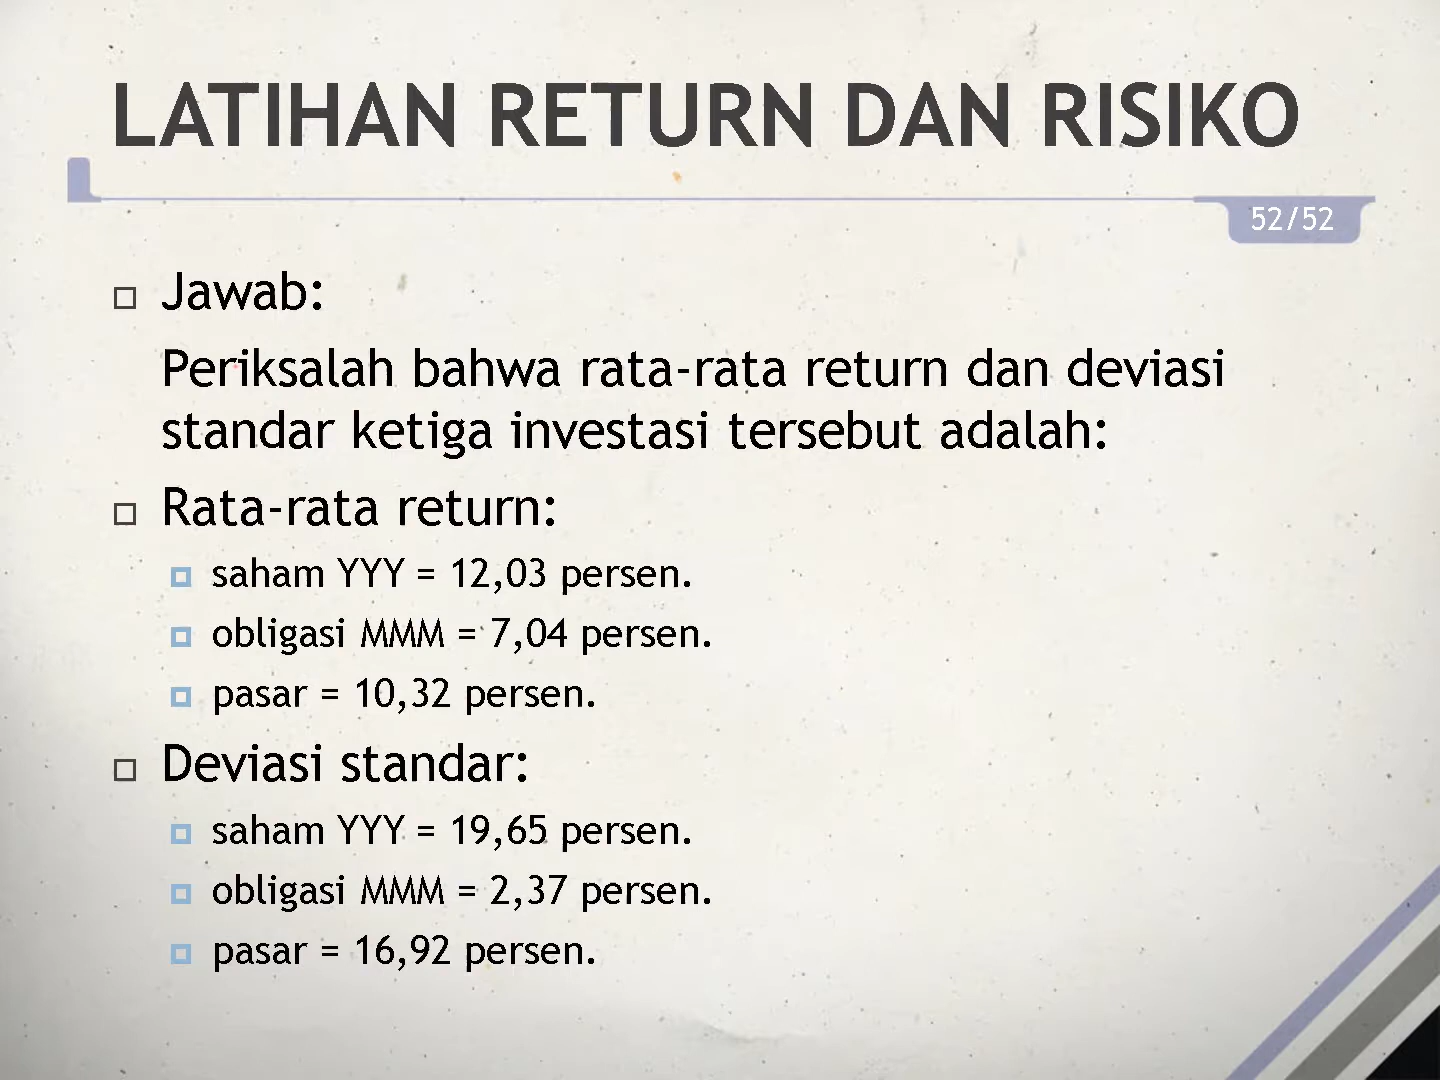 LATIHAN RETURN DAN RISIKO
52/52
Jawab:
Periksalah bahwa rata-rata return dan deviasi
standar ketiga investasi tersebut adalah:
Rata-rata return:
saham YYY = 12,03 persen.
obligasi MMM = 7,04 persen.
pasar = 10,32 persen.
Deviasi standar:
saham YYY = 19,65 persen.
obligasi MMM = 2,37 persen.
pasar = 16,92 persen.